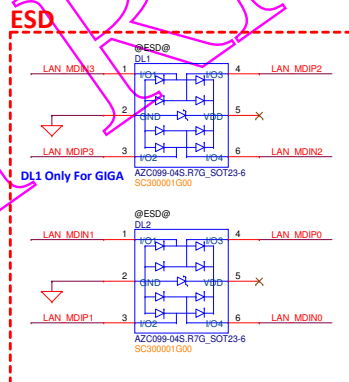 ESD
@ESD@
DL1
LAN_MDIN3 1 I/O1 I/O3 4 LAN_MDIP2
2 GND VDD 5
LAN_MDIP3 3 I/O2 I/O4 6 LAN_MDIN2
DL1 Only For GIGA
AZC099-04S.R7G_SOT23-6
SC300001G00
@ESD@
DL2
LAN_MDIN1 1 I/O1 I/O3 4 LAN_MDIP0
2 GND VDD 5
LAN_MDIP1 3 I/O2 I/O4 6 LAN_MDIN0
AZC099-04S.R7G_SOT23-6
SC300001G00